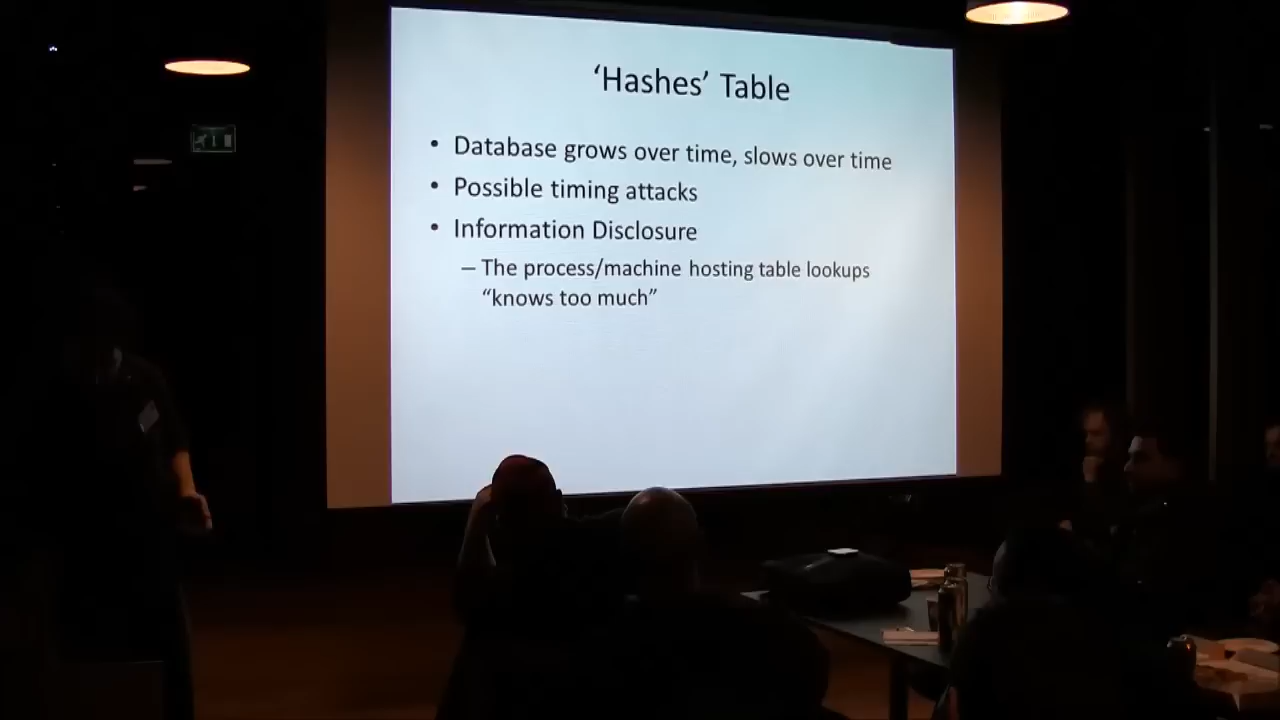 ‘Hashes’ Table
• Database grows over time, slows over time
• Possible timing attacks
• Information Disclosure
– The process/machine hosting table lookups
“knows too much”